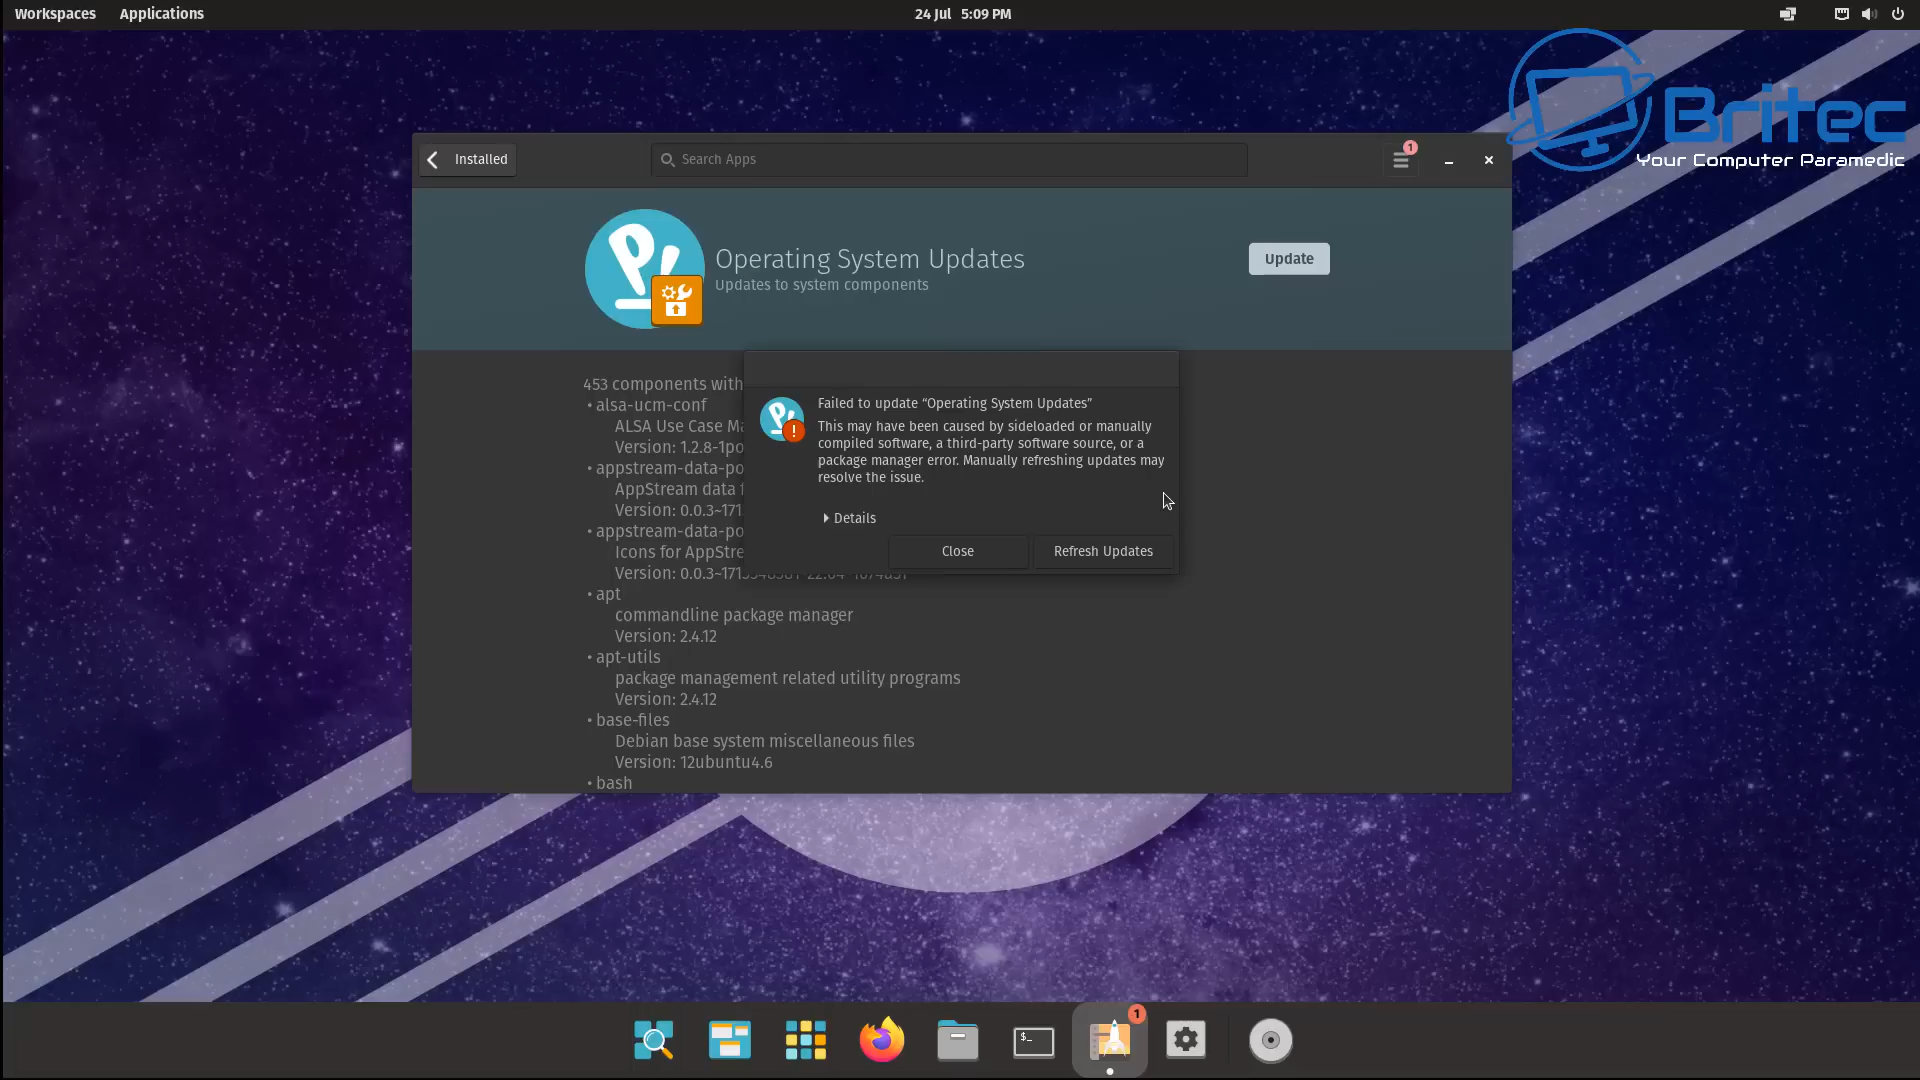 Workspaces Applications 24 Jul 5:09 PM
Britec
Your Computer Paramedic
Installed Search Apps 1
Operating System Updates Update
Updates to system components
453 components with
• alsa-ucm-conf
ALSA Use Case Ma
Version: 1.2.8-1po
• appstream-data-po
AppStream data f
Version: 0.0.3~171
• appstream-data-po
Icons for AppStre
Version: 0.0.3~
• apt
commandline package manager
Version: 2.4.12
• apt-utils
package management related utility programs
Version: 2.4.12
• base-files
Debian base system miscellaneous files
Version: 12ubuntu4.6
• bash
Failed to update “Operating System Updates”
This may have been caused by sideloaded or manually
compiled software, a third-party software source, or a
package manager error. Manually refreshing updates may
resolve the issue.
Details
Close Refresh Updates
$_
1